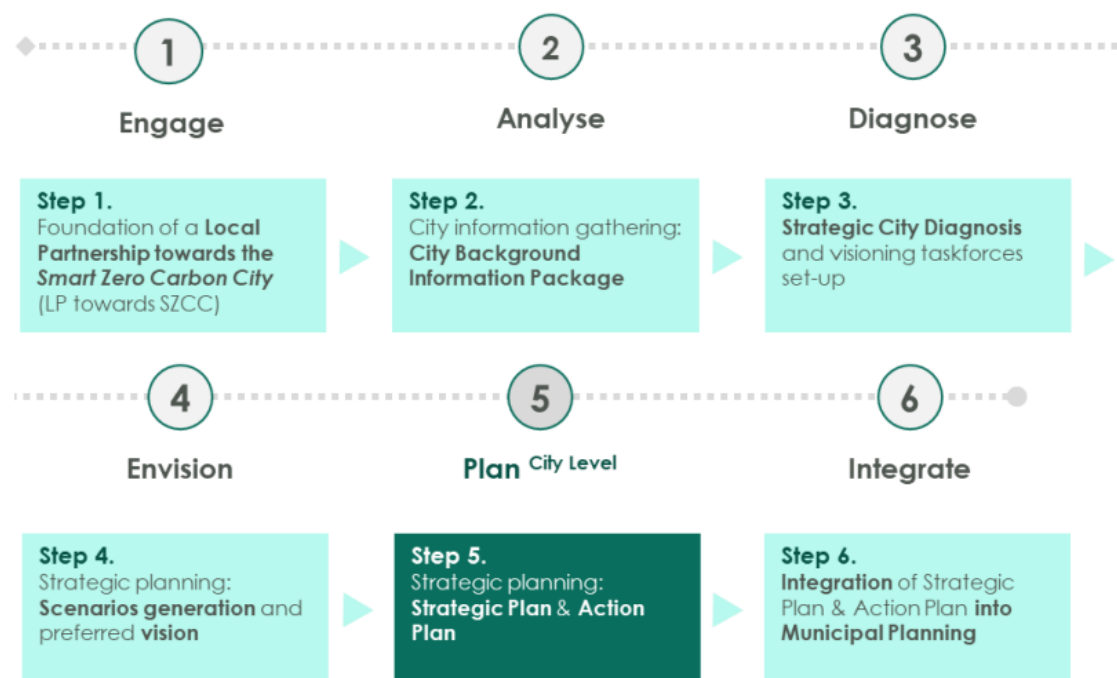 1
2
3
Engage
Analyse
Diagnose
Step 1.
Foundation of a Local
Partnership towards the
Smart Zero Carbon City
(LP towards SZCC)
Step 2.
City information gathering:
City Background
Information Package
Step 3.
Strategic City Diagnosis
and visioning taskforces
set-up
4
5
6
Envision
Plan City Level
Integrate
Step 4.
Strategic planning:
Scenarios generation and
preferred vision
Step 5.
Strategic planning:
Strategic Plan & Action
Plan
Step 6.
Integration of Strategic
Plan & Action Plan into
Municipal Planning